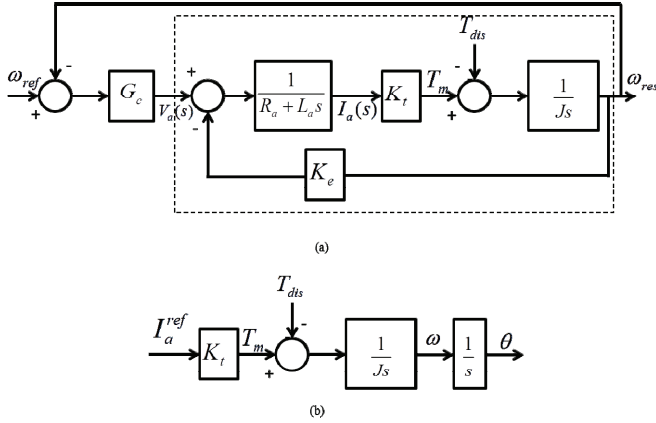 T_dis
ω_ref - + G_c V_a(s) + - 1/(R_a + L_a s) I_a(s) K_t T_m - + 1/(Js) ω_res
K_e
(a)
T_dis
I_a^ref K_t T_m - + 1/(Js) ω 1/s θ
(b)